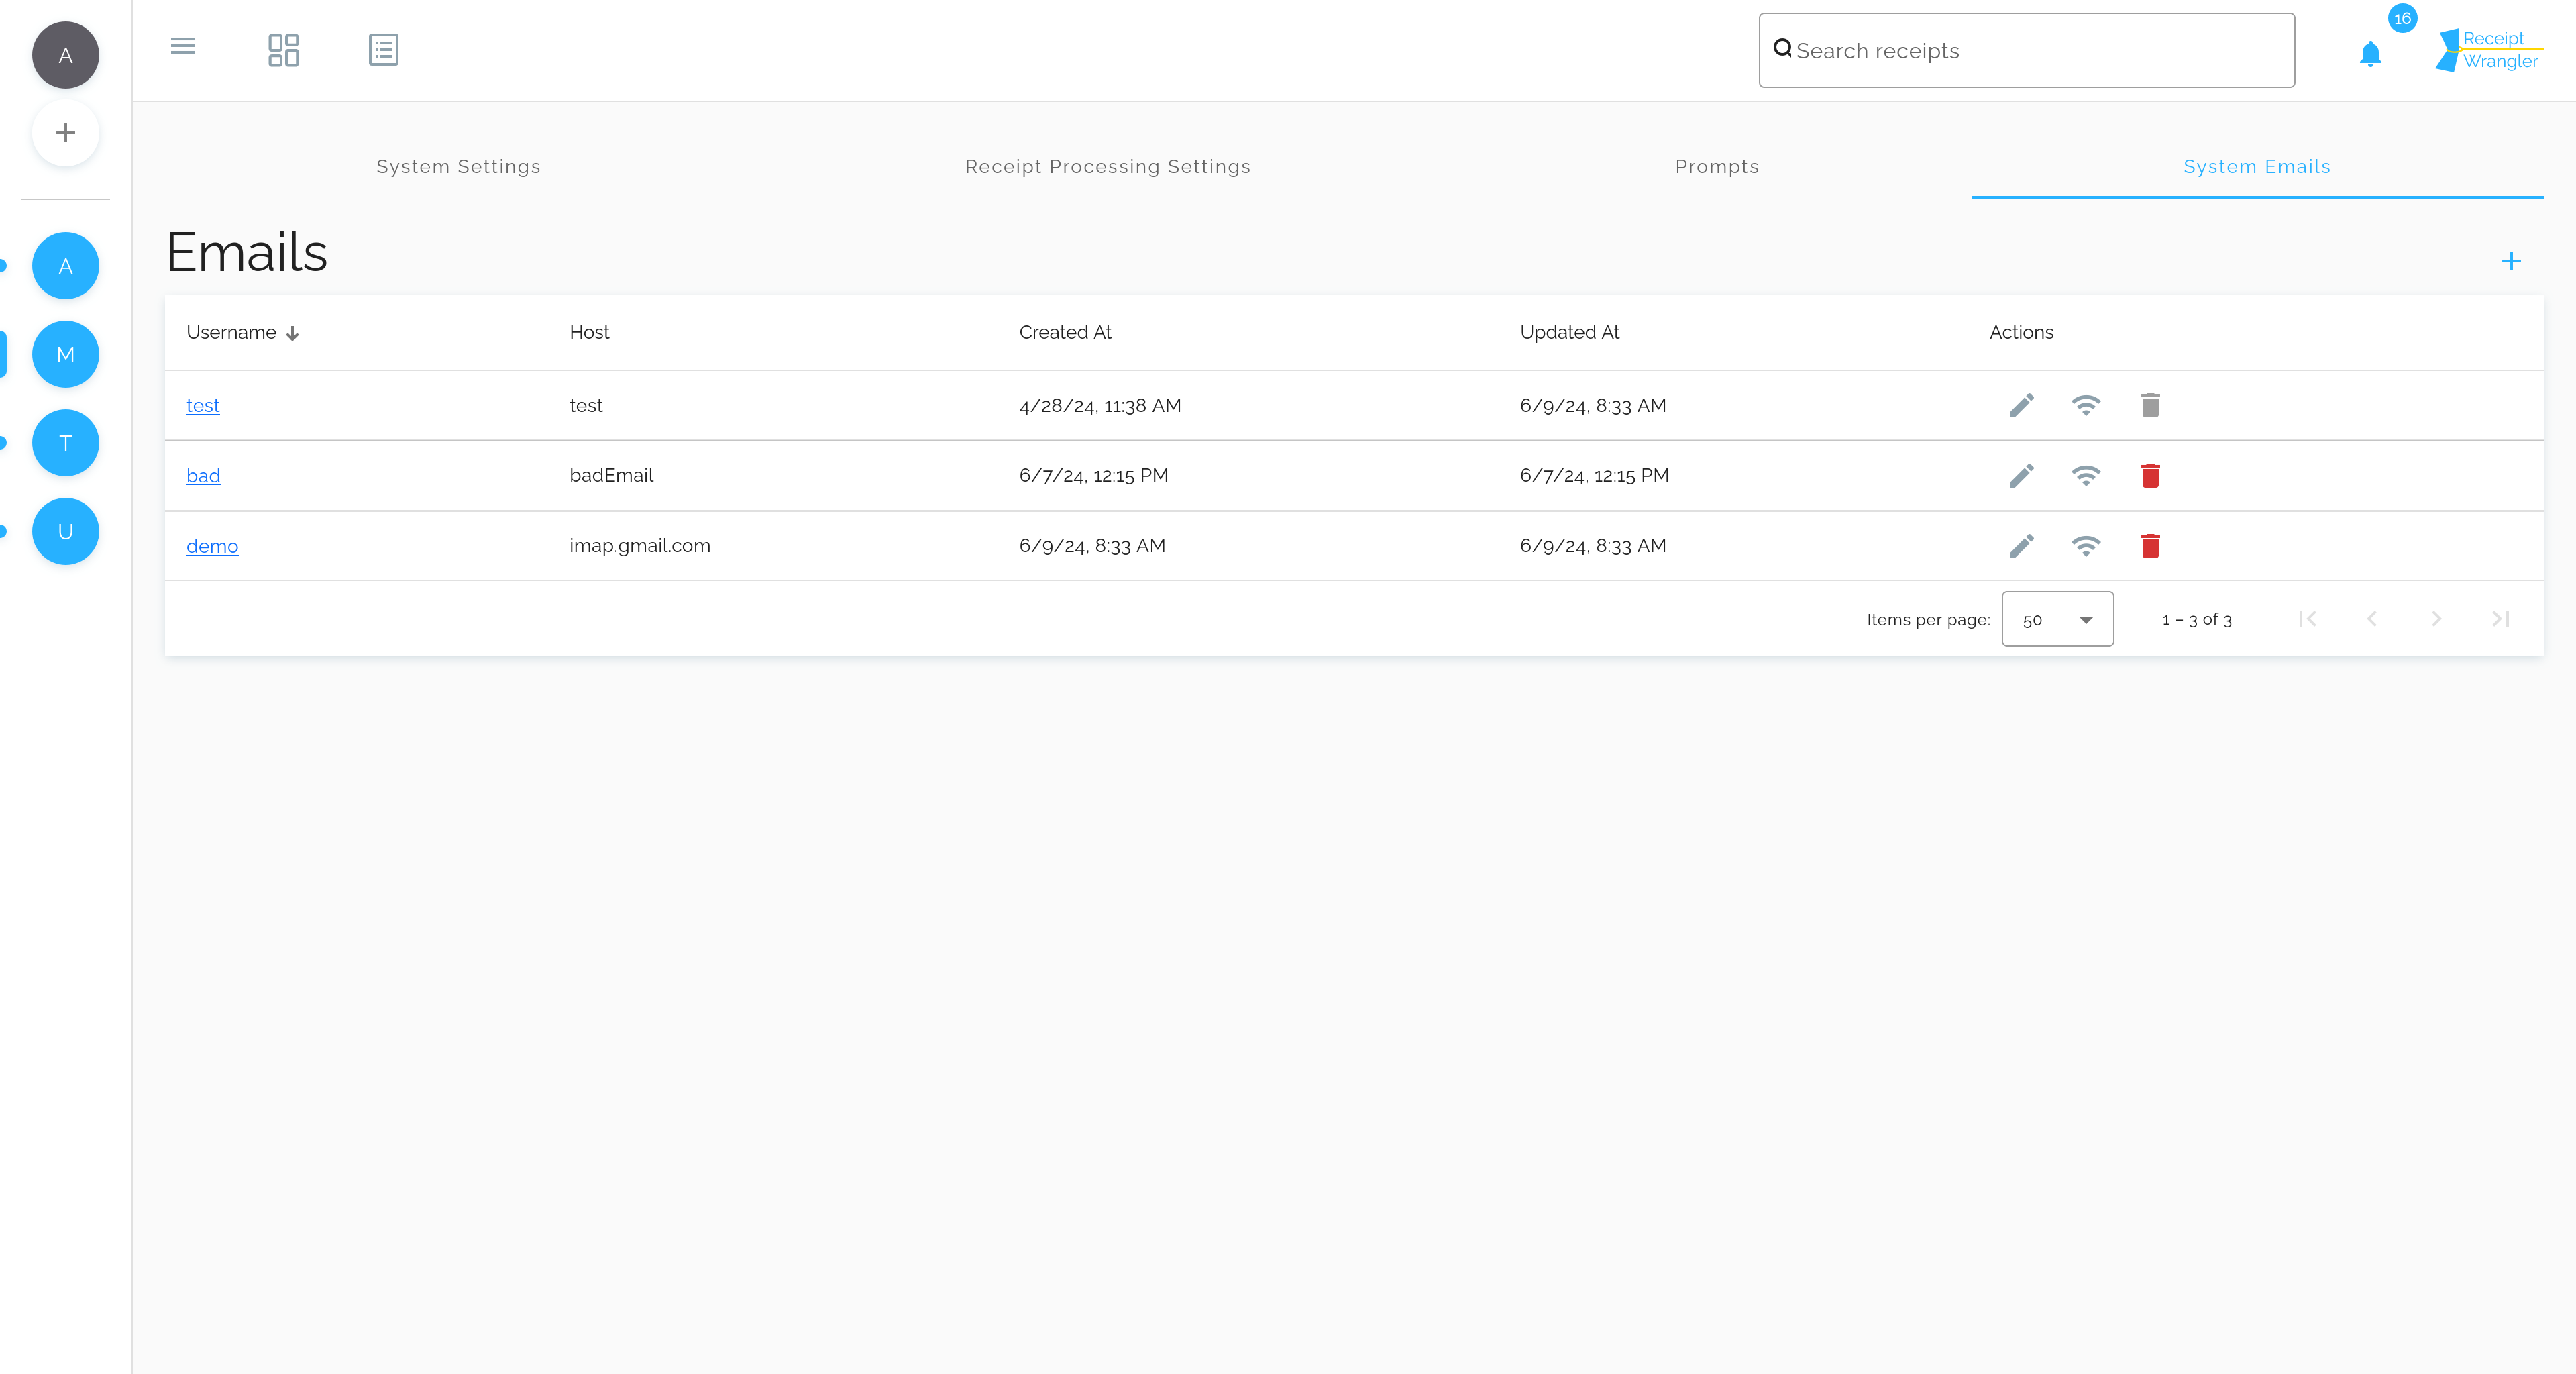 A
Search receipts
16
Receipt
Wrangler
System Settings
Receipt Processing Settings
Prompts
System Emails
Emails
A
M
T
U
Username Host Created At Updated At Actions
test test 4/28/24, 11:38 AM 6/9/24, 8:33 AM
bad badEmail 6/7/24, 12:15 PM 6/7/24, 12:15 PM
demo imap.gmail.com 6/9/24, 8:33 AM 6/9/24, 8:33 AM
Items per page: 50 1 – 3 of 3